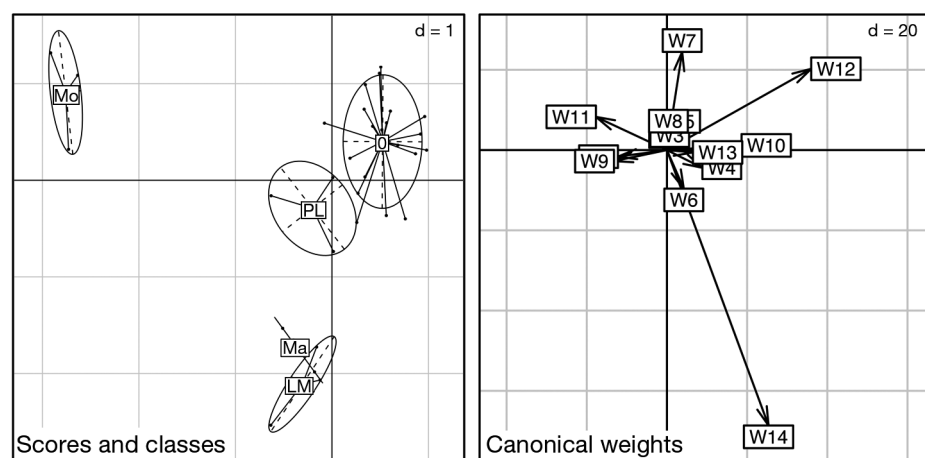 d = 1
Mo
0
PL
Ma
LM
Scores and classes
d = 20
W7
W12
W11
W8
5
W3
W10
W13
W9
W4
W6
W14
Canonical weights